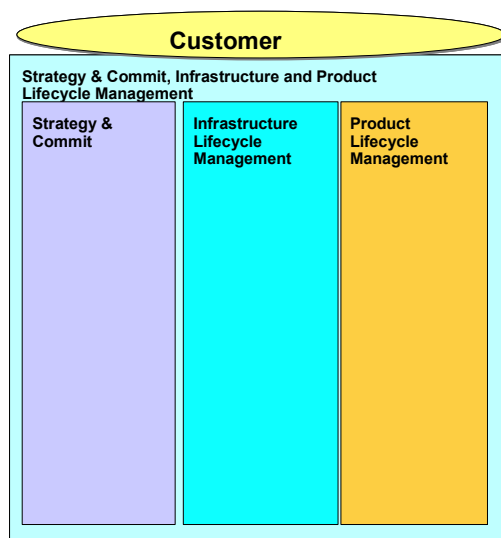 Customer
Strategy & Commit, Infrastructure and Product
Lifecycle Management
Strategy &
Commit
Infrastructure
Lifecycle
Management
Product
Lifecycle
Management